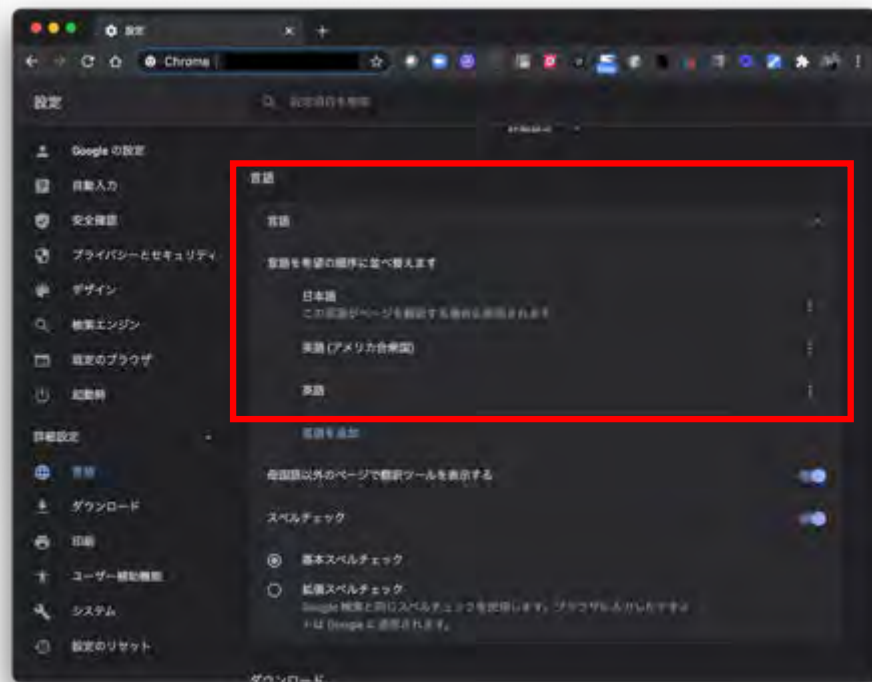 設定
Chrome
設定
設定項目を検索
Google の設定
自動入力
安全確認
プライバシーとセキュリティ
デザイン
検索エンジン
既定のブラウザ
起動時
詳細設定
言語
ダウンロード
印刷
ユーザー補助機能
システム
設定のリセット
言語
言語
言語を希望の順序に並べ替えます
日本語
この言語がページを翻訳する場合に使用されます
英語 (アメリカ合衆国)
英語
言語を追加
母国語以外のページで翻訳ツールを表示する
スペルチェック
基本スペルチェック
拡張スペルチェック
Google 検索と同じスペルチェックを使用します。ブラウザに入力したテキス
トは Google に送信されます。
ダウンロード